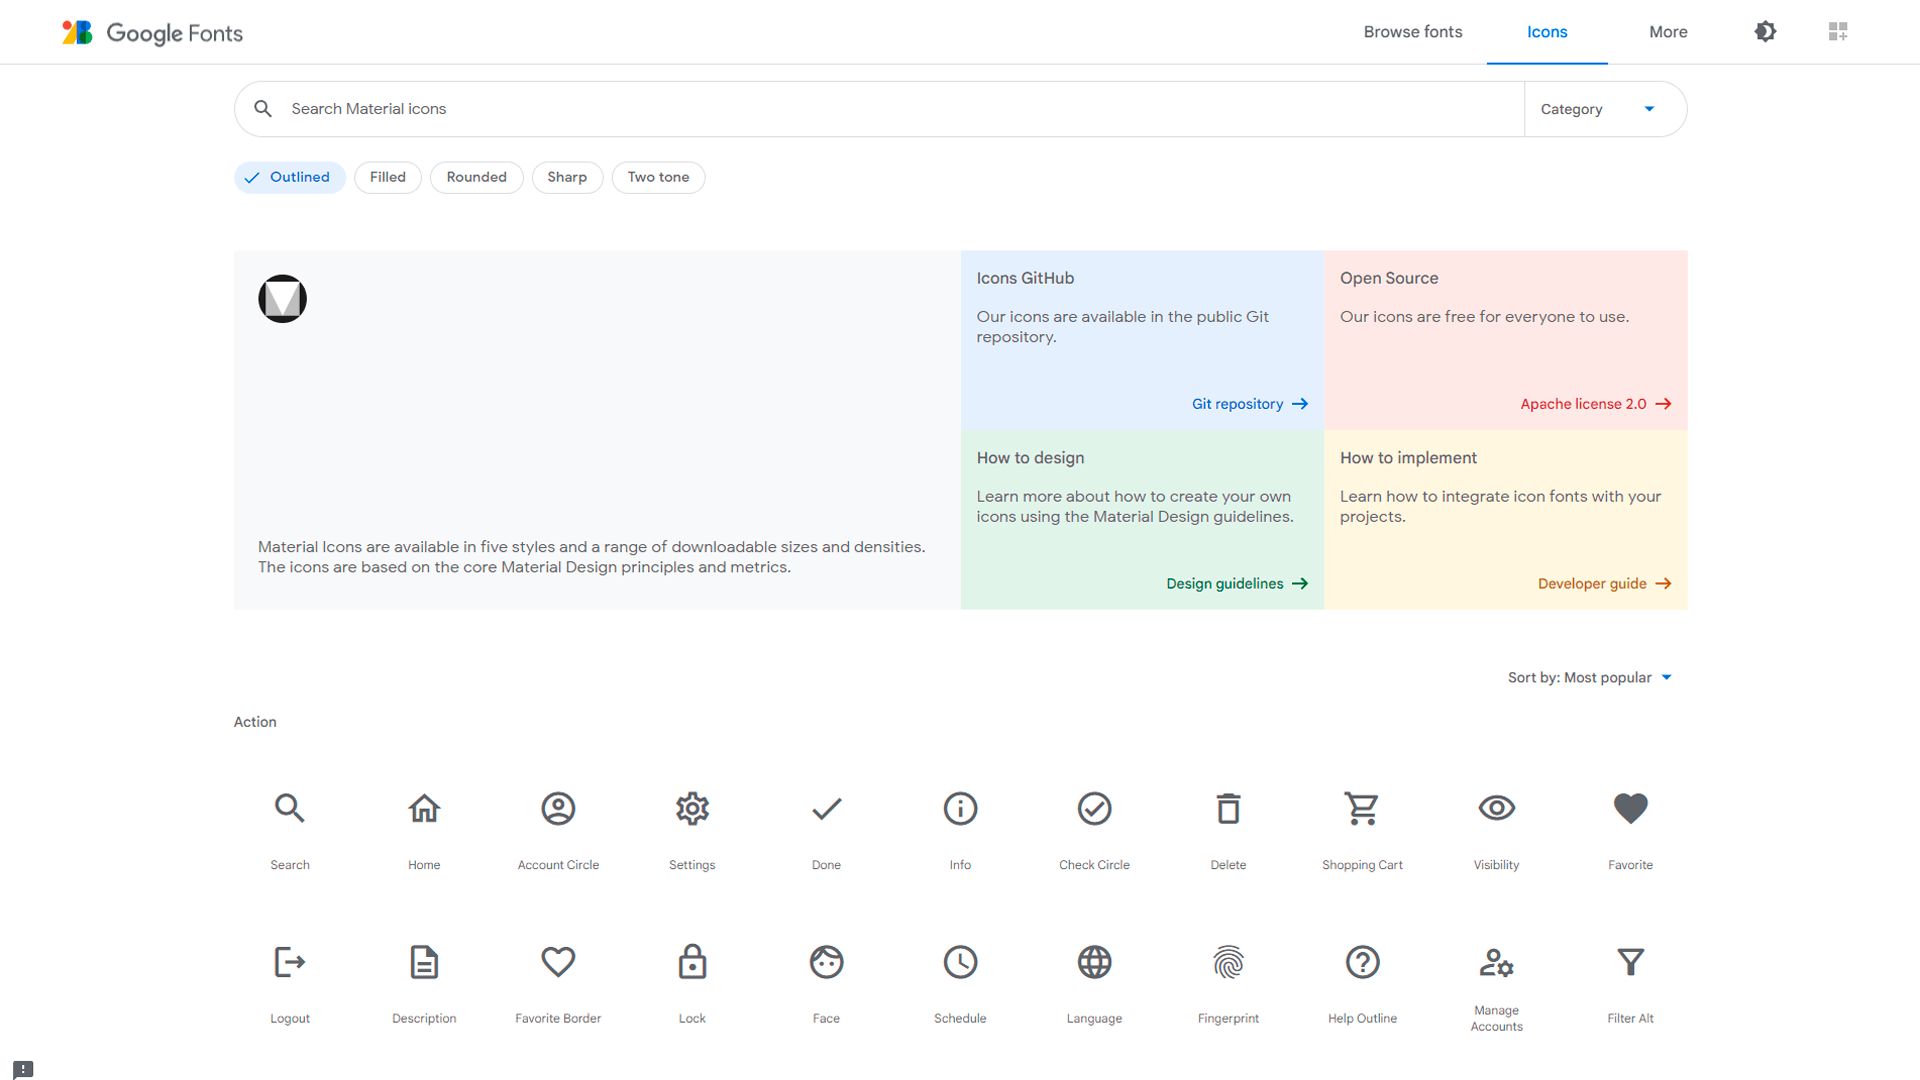 Google Fonts
Browse fonts
Icons
More
Search Material icons
Category
Outlined
Filled
Rounded
Sharp
Two tone
Material Icons are available in five styles and a range of downloadable sizes and densities.
The icons are based on the core Material Design principles and metrics.
Icons GitHub
Our icons are available in the public Git
repository.
Git repository
Open Source
Our icons are free for everyone to use.
Apache license 2.0
How to design
Learn more about how to create your own
icons using the Material Design guidelines.
Design guidelines
How to implement
Learn how to integrate icon fonts with your
projects.
Developer guide
Sort by: Most popular
Action
Search
Home
Account Circle
Settings
Done
Info
Check Circle
Delete
Shopping Cart
Visibility
Favorite
Logout
Description
Favorite Border
Lock
Face
Schedule
Language
Fingerprint
Help Outline
Manage
Accounts
Filter Alt